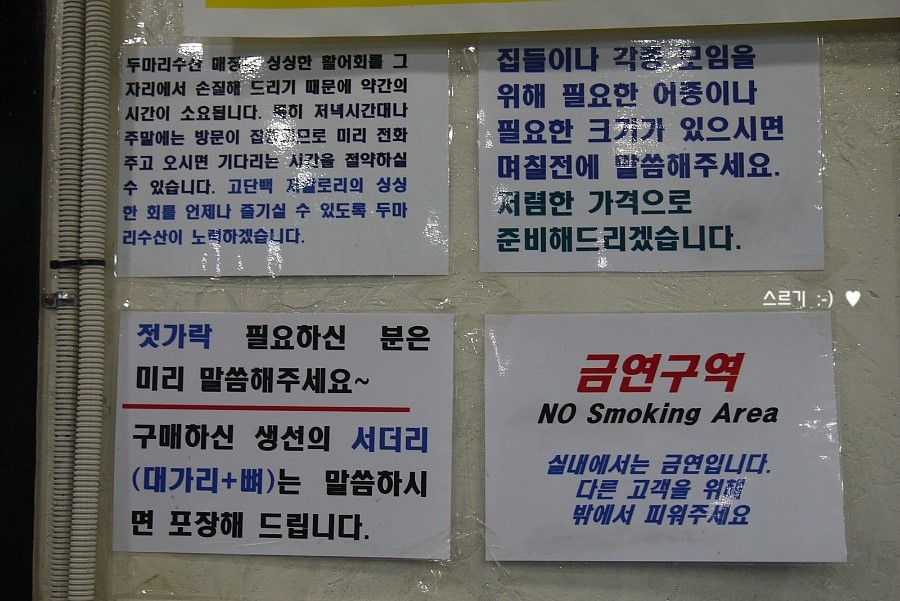 두마리수산 매장은 싱싱한 활어회를 그
자리에서 손질해 드리기 때문에 약간의
시간이 소요됩니다. 특히 저녁시간대나
주말에는 방문이 집중되므로 미리 전화
주고 오시면 기다리는 시간을 절약하실
수 있습니다. 고단백 저칼로리의 싱싱
한 회를 언제나 즐기실 수 있도록 두마
리수산이 노력하겠습니다.
집들이나 각종 모임을
위해 필요한 어종이나
필요한 크기가 있으시면
며칠전에 말씀해주세요.
저렴한 가격으로
준비해드리겠습니다.
스르기 :-) ♥
젓가락 필요하신 분은
미리 말씀해주세요~
구매하신 생선의 서더리
(대가리+뼈)는 말씀하시
면 포장해 드립니다.
금연구역
NO Smoking Area
실내에서는 금연입니다.
다른 고객을 위해
밖에서 피워주세요